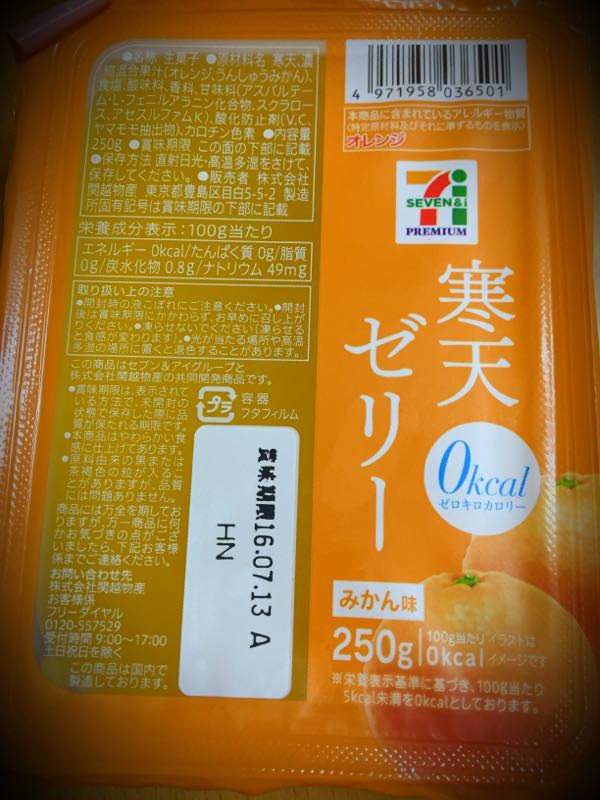 ●名称 生菓子 ●原材料名 寒天、濃
縮混合果汁(オレンジ、うんしゅうみかん)、
食塩、酸味料、香料、甘味料(アスパルテー
ム・L-フェニルアラニン化合物、スクラロー
ス、アセスルファムK)、酸化防止剤(V.C、
ヤマモモ抽出物)、カロチン色素 ●内容量
250g ●賞味期限 この面の下部に記載
●保存方法 直射日光・高温多湿をさけて、
保存してください。 ●販売者 株式会社
関越物産 東京都豊島区目白5-5-2 製造
所固有記号は賞味期限の下部に記載
栄養成分表示:100g当たり
エネルギー 0kcal/たんぱく質 0g/脂質
0g/炭水化物 0.8g/ナトリウム 49mg
取り扱い上の注意
●開封時の液こぼれにご注意ください。●開封
後は賞味期限にかかわらず、お早めに召し上が
りください。●凍らせないでください(凍らせる
と食感が変わります)。●光が当たる場所や高温
多湿の場所に置くと退色することがあります。
この商品はセブン&アイグループと
株式会社関越物産の共同開発商品です。
●賞味期限は、表示されて
いる方法で、未開封の
状態で保存した際に品
質が保たれる期限です。
●本商品はやわらかい食
感に仕上げてあります。
●原料由来の黒または
茶褐色の粒が入るこ
とがありますが、品質
には問題ありません。
商品には万全を期してお
りますが、万一商品に何
かお気づきの点がござ
いましたら、下記お客様
係までご連絡ください。
お問い合わせ先
株式会社関越物産
お客様係
フリーダイヤル
0120-557529
受付時間 9:00〜17:00
土日祝日を除く
この商品は国内で
製造しております。
プラ
容器
フタフィルム
賞味期限16.07.13 A
HN
4 971958 036501
本商品に含まれているアレルギー物質
(特定原材料及びそれに準ずるものを表示)
オレンジ
7i
SEVEN&i
PREMIUM
寒天
ゼリー
0kcal
ゼロキロカロリー
みかん味
250g
100g当たり
0kcal
イラストは
イメージです
※栄養表示基準に基づき、100g当たり
5kcal未満を0kcalとしております。